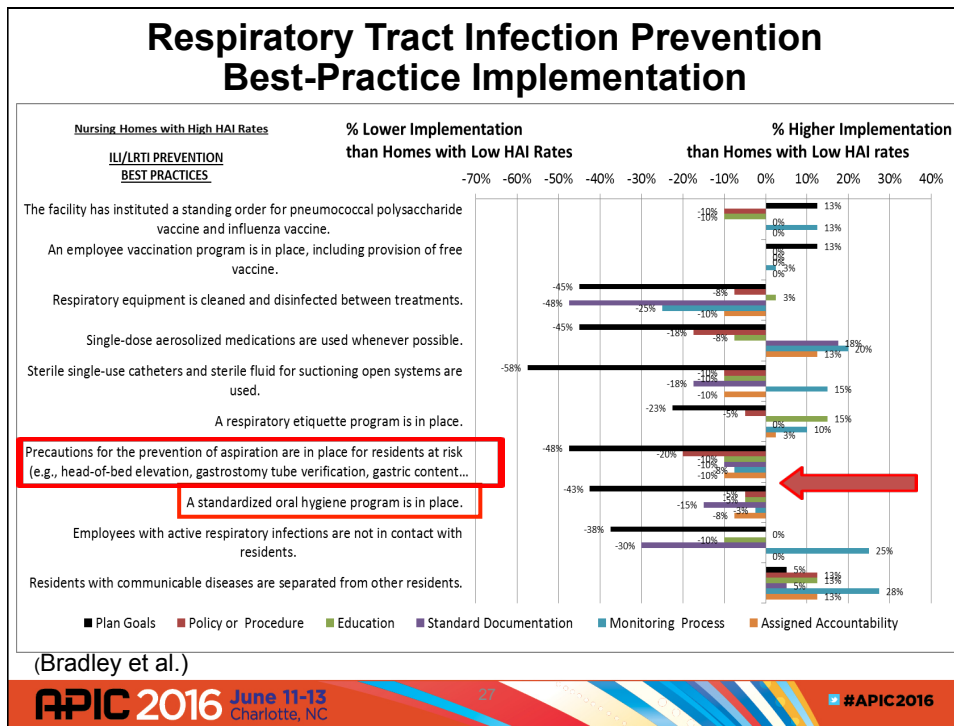 Respiratory Tract Infection Prevention
Best-Practice Implementation
Nursing Homes with High HAI Rates
ILI/LRTI PREVENTION
BEST PRACTICES
% Lower Implementation
than Homes with Low HAI Rates
% Higher Implementation
than Homes with Low HAI rates
-70% -60% -50% -40% -30% -20% -10% 0% 10% 20% 30% 40%
The facility has instituted a standing order for pneumococcal polysaccharide
vaccine and influenza vaccine.
13%
-10%
-10%
0%
13%
0%
An employee vaccination program is in place, including provision of free
vaccine.
13%
0%
0%
0%
3%
0%
Respiratory equipment is cleaned and disinfected between treatments.
-45%
-8%
3%
-48%
-25%
-10%
Single-dose aerosolized medications are used whenever possible.
-45%
-18%
-8%
18%
20%
13%
Sterile single-use catheters and sterile fluid for suctioning open systems are
used.
-58%
-10%
-10%
-18%
15%
-10%
A respiratory etiquette program is in place.
-23%
-5%
15%
0%
10%
3%
Precautions for the prevention of aspiration are in place for residents at risk
(e.g., head-of-bed elevation, gastrostomy tube verification, gastric content...
-48%
-20%
-10%
-10%
-8%
-10%
A standardized oral hygiene program is in place.
-43%
-5%
-5%
-15%
-3%
-8%
Employees with active respiratory infections are not in contact with
residents.
-38%
0%
-10%
-30%
25%
0%
Residents with communicable diseases are separated from other residents.
5%
13%
13%
5%
28%
13%
Plan Goals Policy or Procedure Education Standard Documentation Monitoring Process Assigned Accountability
(Bradley et al.)
APIC 2016 June 11-13
Charlotte, NC
27
#APIC2016